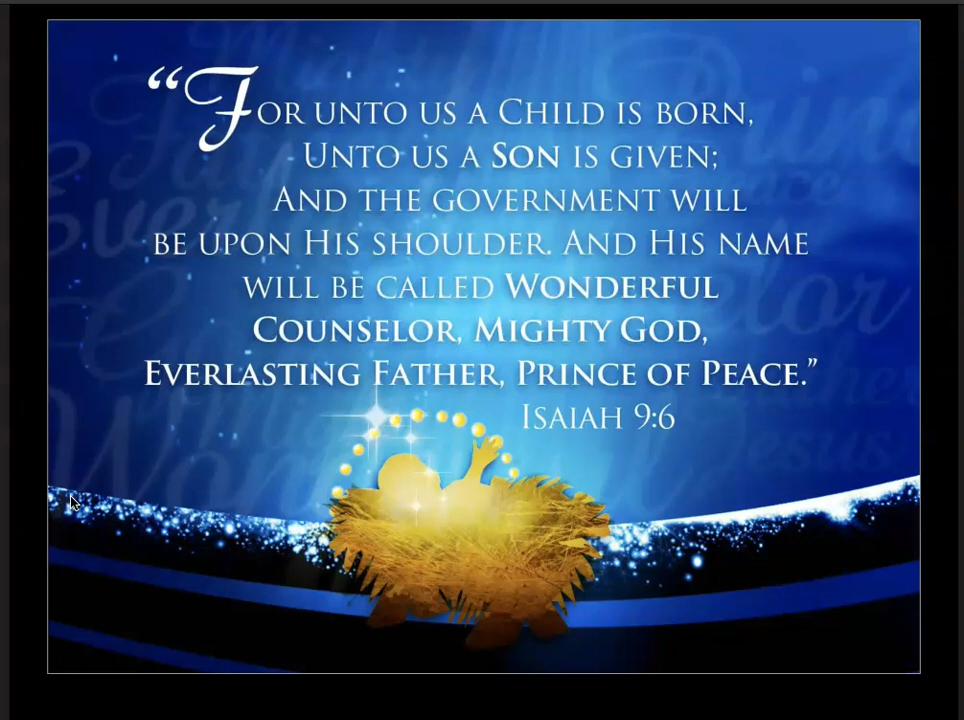 “For unto us a Child is born,
Unto us a Son is given;
And the government will
be upon His shoulder. And His name
will be called Wonderful
Counselor, Mighty God,
Everlasting Father, Prince of Peace.”
Isaiah 9:6